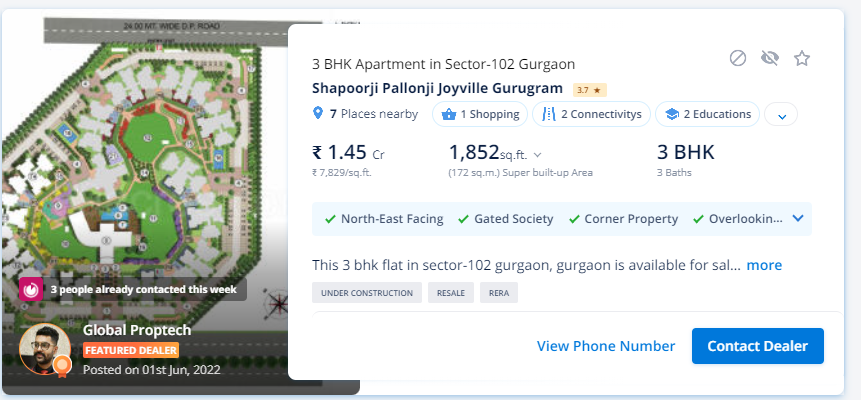 24.00 MT. WIDE D.P. ROAD
3 BHK Apartment in Sector-102 Gurgaon
Shapoorji Pallonji Joyville Gurugram 3.7 ★
7 Places nearby 1 Shopping 2 Connectivitys 2 Educations
₹ 1.45 Cr 1,852 sq.ft. 3 BHK
₹ 7,829/sq.ft. (172 sq.m.) Super built-up Area 3 Baths
North-East Facing Gated Society Corner Property Overlookin...
This 3 bhk flat in sector-102 gurgaon, gurgaon is available for sal... more
UNDER CONSTRUCTION RESALE RERA
3 people already contacted this week
Global Proptech
FEATURED DEALER
Posted on 01st Jun, 2022
View Phone Number Contact Dealer